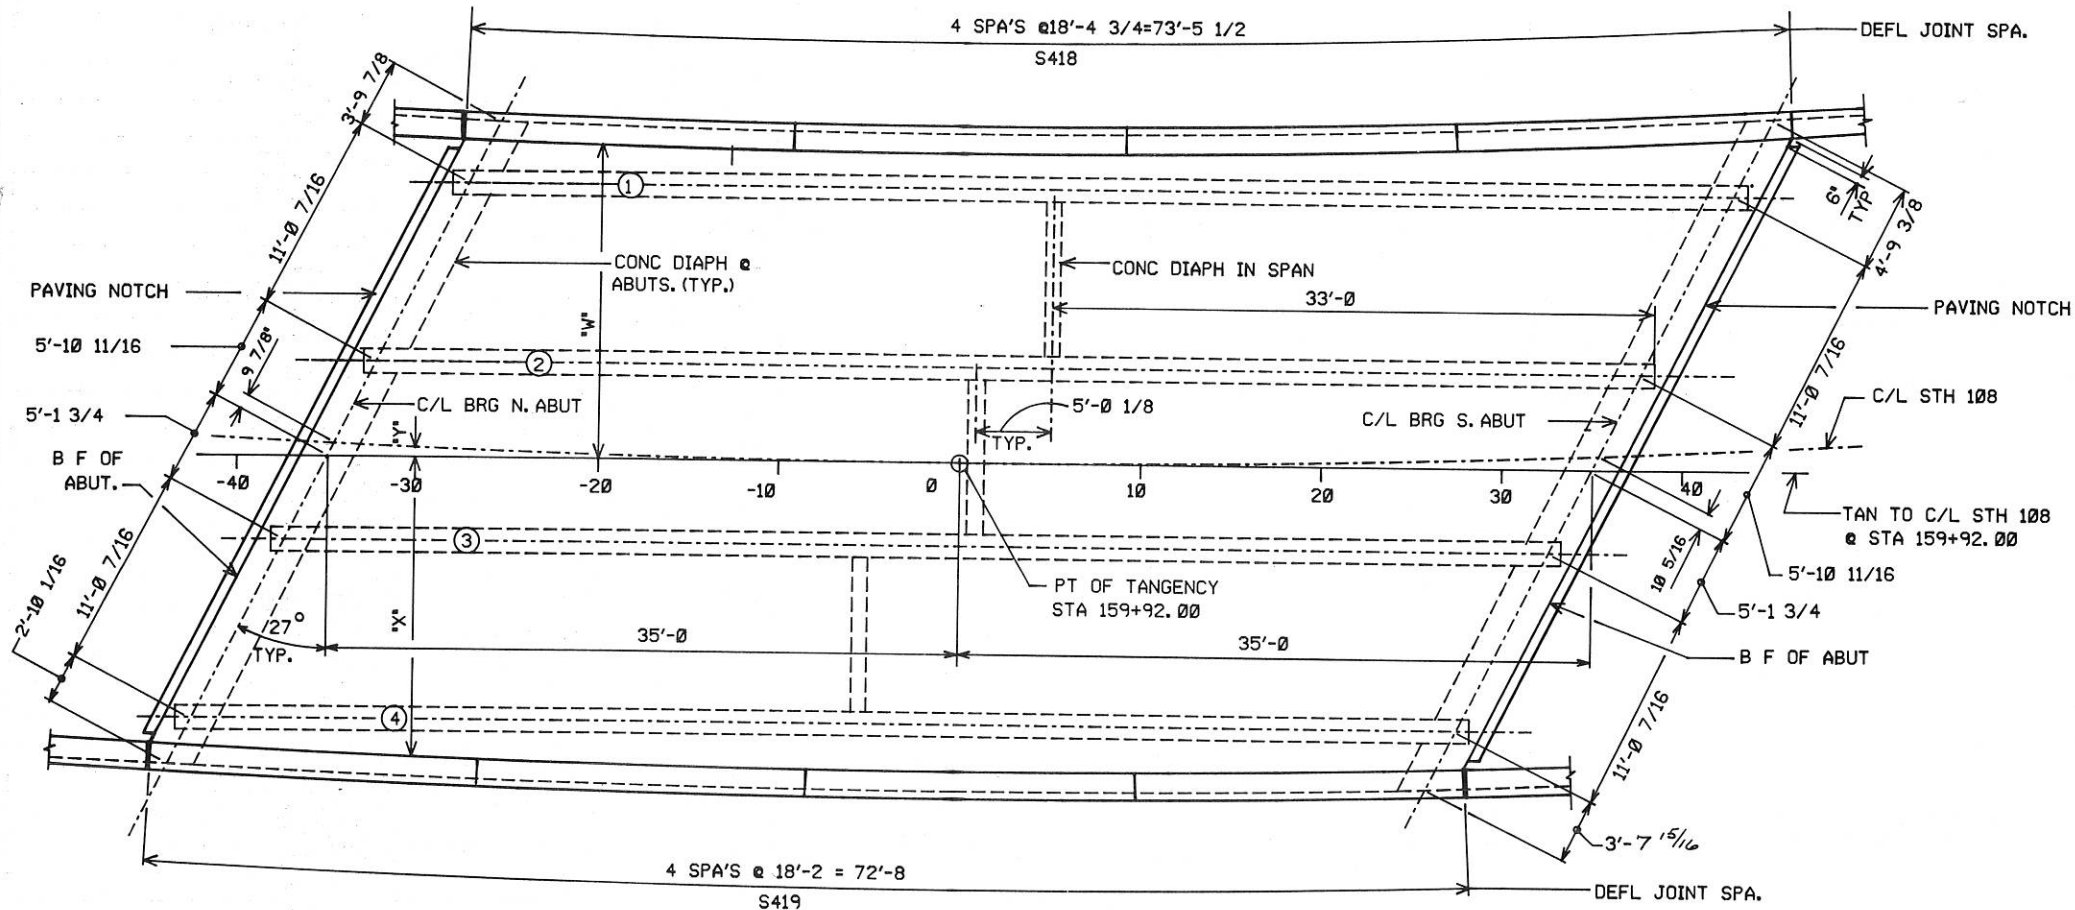 4 SPA'S @18'-4 3/4=73'-5 1/2
S418
DEFL JOINT SPA.
3'-9 7/8
11'-0 7/16
1
6"
TYP
4'-9 3/8
CONC DIAPH @
ABUTS. (TYP.)
CONC DIAPH IN SPAN
PAVING NOTCH
33'-0
PAVING NOTCH
"W"
5'-10 11/16
9 7/8"
2
11'-0 7/16
C/L BRG N. ABUT
5'-0 1/8
TYP.
C/L BRG S. ABUT
C/L STH 108
5'-1 3/4
"Y"
B F OF
ABUT.
-40
-30
-20
-10
0
10
20
30
40
TAN TO C/L STH 108
@ STA 159+92.00
3
10 5/16
5'-10 11/16
2'-10 1/16
11'-0 7/16
PT OF TANGENCY
STA 159+92.00
5'-1 3/4
27°
TYP.
"X"
35'-0
35'-0
B F OF ABUT
4
11'-0 7/16
3'-7 15/16
4 SPA'S @ 18'-2 = 72'-8
S419
DEFL JOINT SPA.